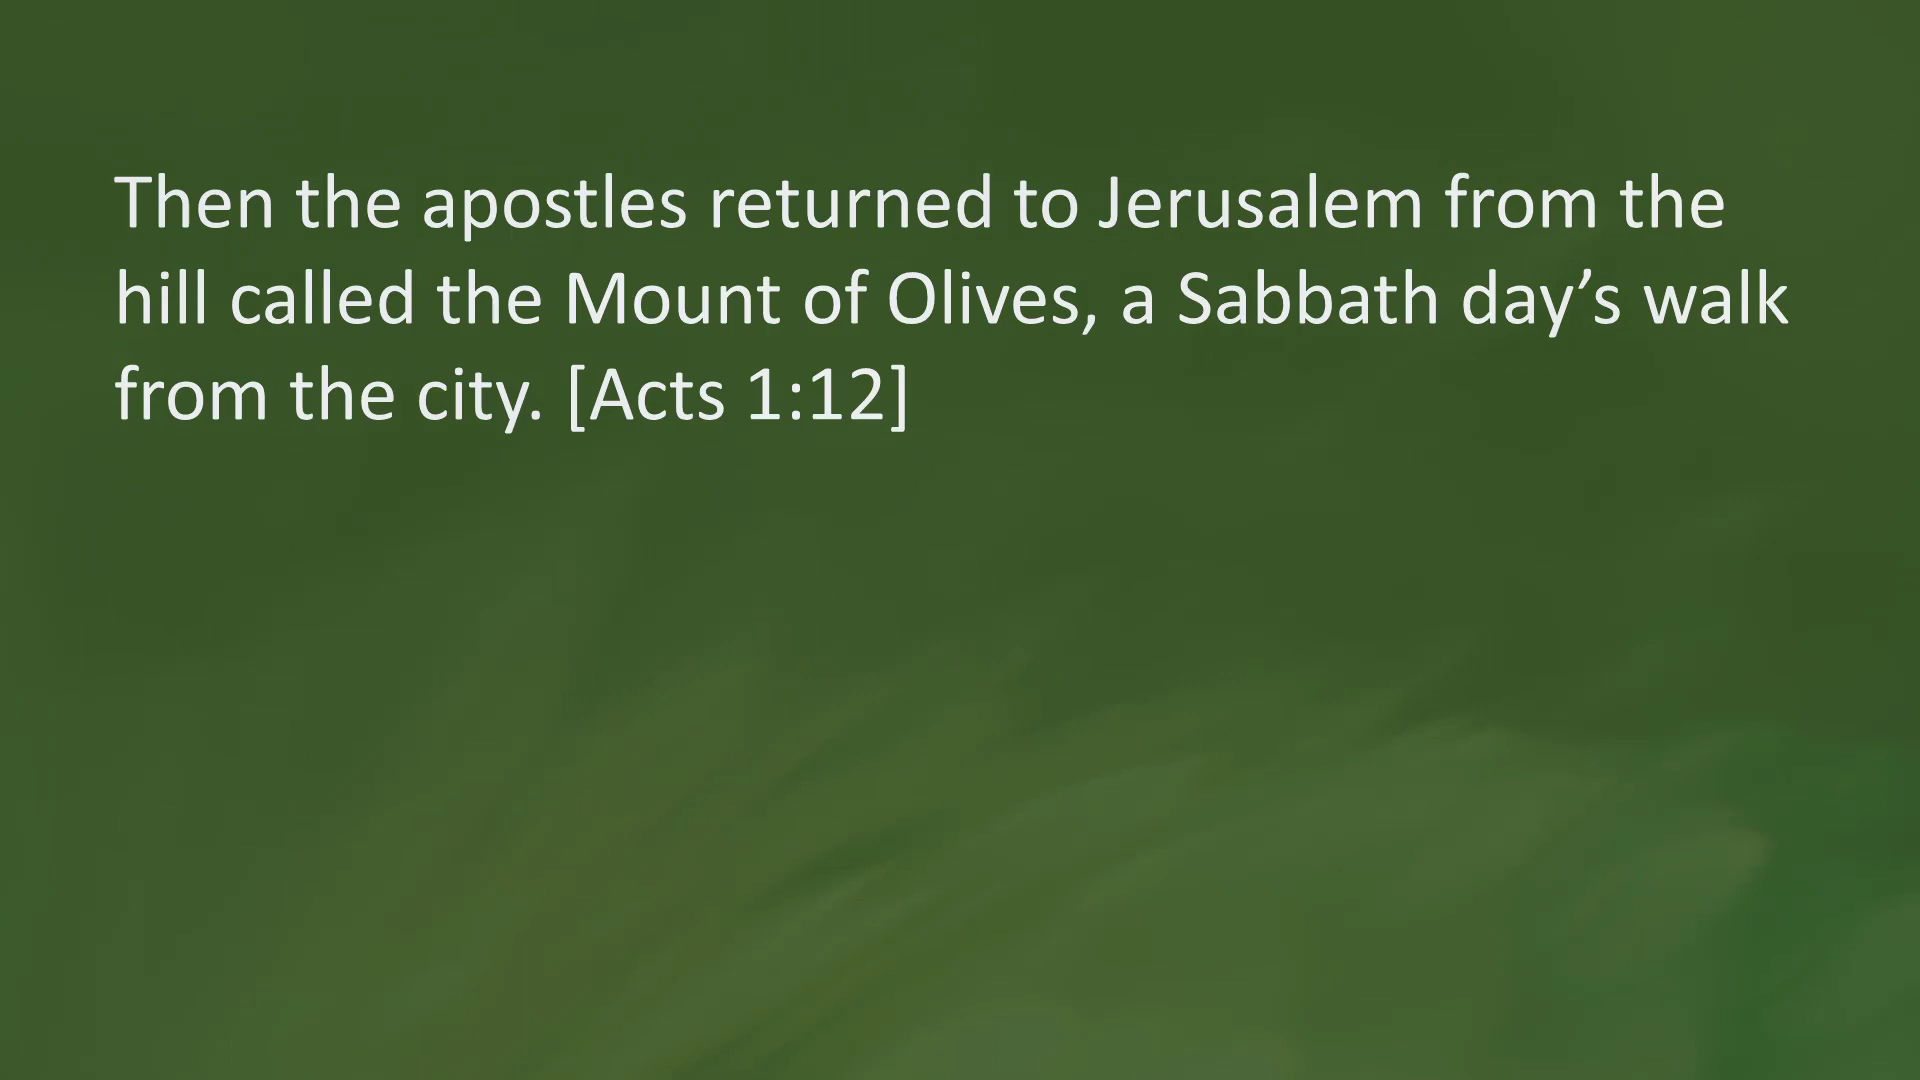 Then the apostles returned to Jerusalem from the
hill called the Mount of Olives, a Sabbath day’s walk
from the city. [Acts 1:12]